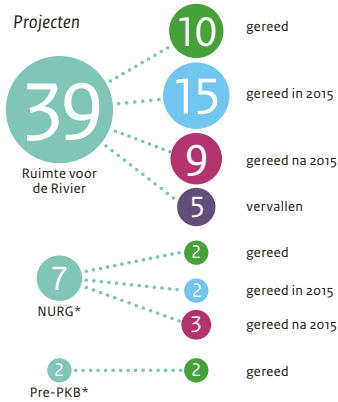 Projecten
10 gereed
39
15 gereed in 2015
9 gereed na 2015
Ruimte voor
de Rivier
5 vervallen
2 gereed
7
2 gereed in 2015
NURG*
3 gereed na 2015
2
2 gereed
Pre-PKB*